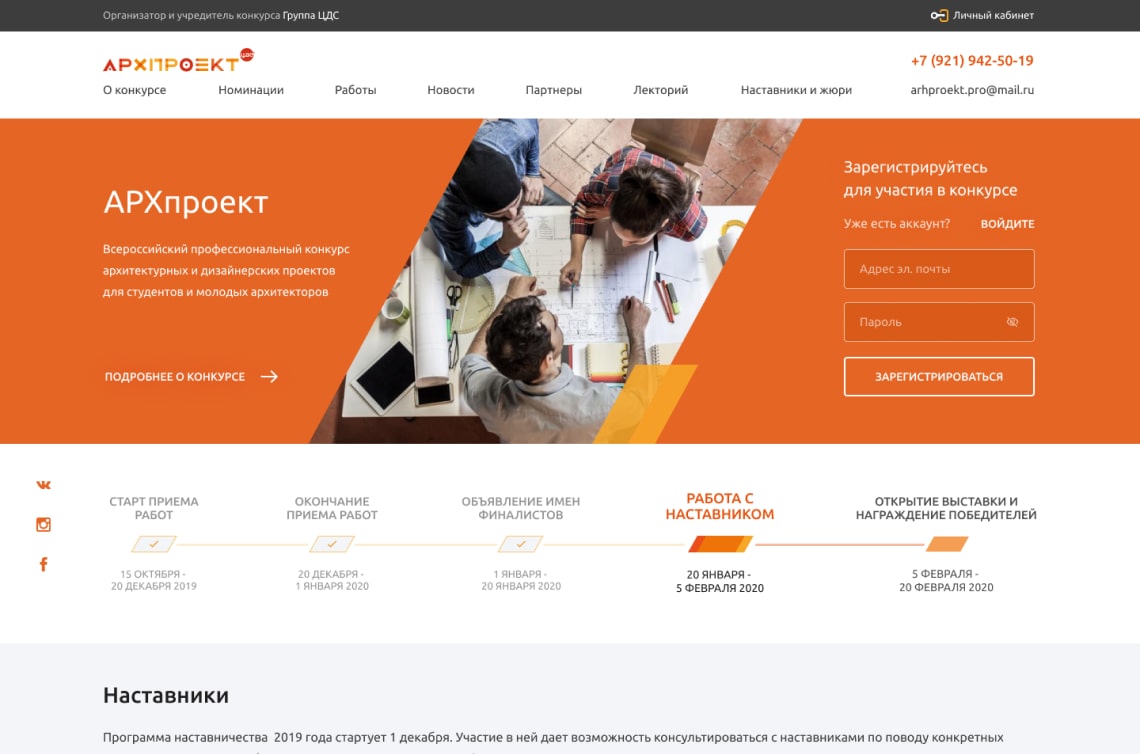 Организатор и учредитель конкурса Группа ЦДС
Личный кабинет
АРХПРОЕКТ ЦДС
+7 (921) 942-50-19
О конкурсе Номинации Работы Новости Партнеры Лекторий Наставники и жюри arhproekt.pro@mail.ru
АРХпроект
Всероссийский профессиональный конкурс
архитектурных и дизайнерских проектов
для студентов и молодых архитекторов
ПОДРОБНЕЕ О КОНКУРСЕ
Зарегистрируйтесь
для участия в конкурсе
Уже есть аккаунт? ВОЙДИТЕ
Адрес эл. почты
Пароль
ЗАРЕГИСТРИРОВАТЬСЯ
СТАРТ ПРИЕМА
РАБОТ
15 ОКТЯБРЯ -
20 ДЕКАБРЯ 2019
ОКОНЧАНИЕ
ПРИЕМА РАБОТ
20 ДЕКАБРЯ -
1 ЯНВАРЯ 2020
ОБЪЯВЛЕНИЕ ИМЕН
ФИНАЛИСТОВ
1 ЯНВАРЯ -
20 ЯНВАРЯ 2020
РАБОТА С
НАСТАВНИКОМ
20 ЯНВАРЯ -
5 ФЕВРАЛЯ 2020
ОТКРЫТИЕ ВЫСТАВКИ И
НАГРАЖДЕНИЕ ПОБЕДИТЕЛЕЙ
5 ФЕВРАЛЯ -
20 ФЕВРАЛЯ 2020
Наставники
Программа наставничества 2019 года стартует 1 декабря. Участие в ней дает возможность консультироваться с наставниками по поводу конкретных